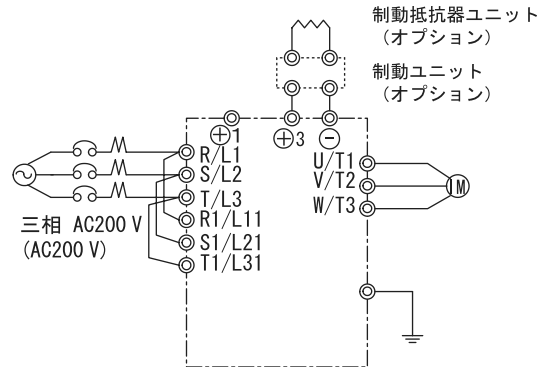 制動抵抗器ユニット
(オプション)
制動ユニット
(オプション)
⊕1
⊕3
⊖
R/L1
S/L2
T/L3
R1/L11
S1/L21
T1/L31
三相 AC200 V
(AC200 V)
U/T1
V/T2
W/T3
IM